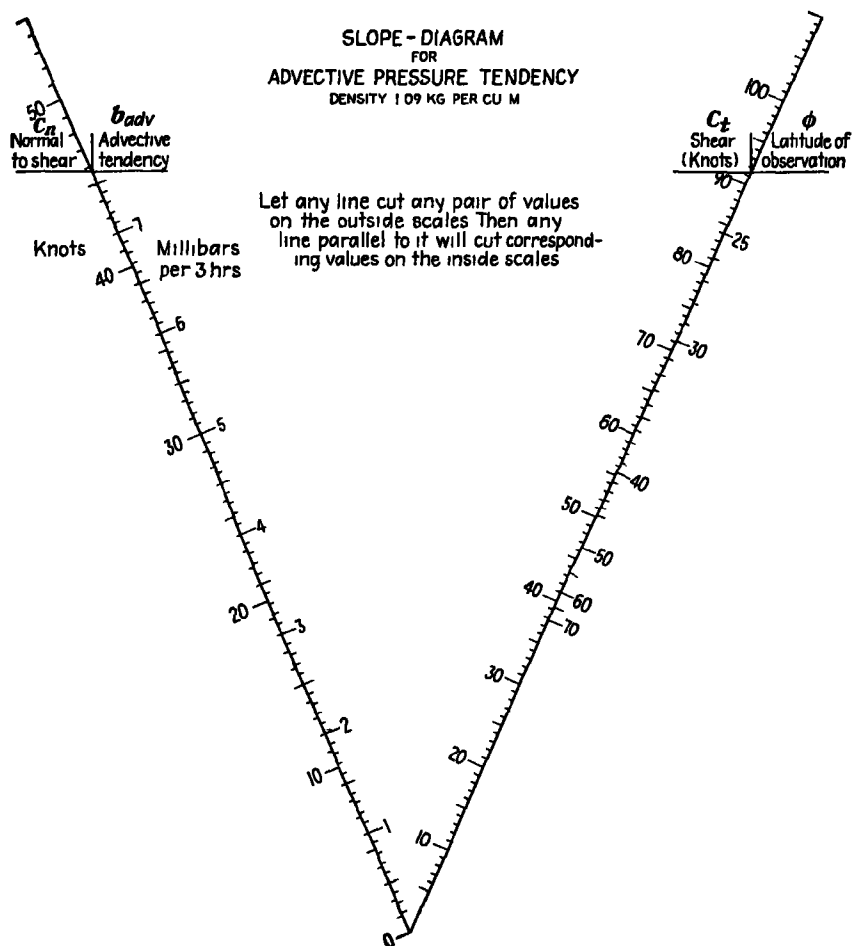 SLOPE-DIAGRAM
FOR
ADVECTIVE PRESSURE TENDENCY
DENSITY 1 09 KG PER CU M
50
Cn
Normal
to shear
badv
Advective
tendency
100
Ct
Shear
(Knots)
ϕ
Latitude of
observation
90
Let any line cut any pair of values
on the outside scales Then any
line parallel to it will cut correspond-
ing values on the inside scales
Knots
Millibars
per 3 hrs
7
40
6
30
5
4
20
3
2
10
1
0
25
80
70
30
60
40
50
50
40
60
70
30
20
10